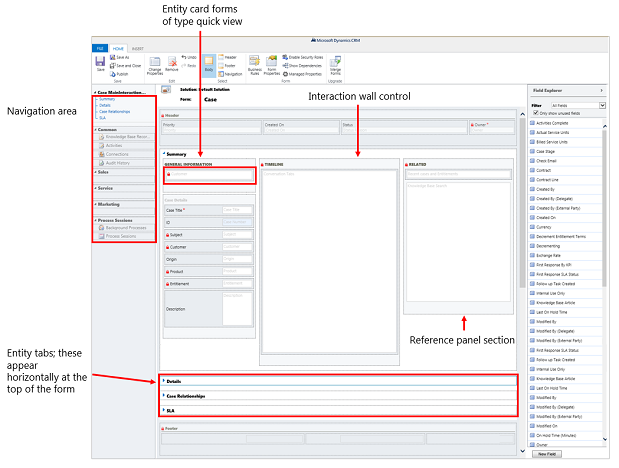 Entity card forms
of type quick view
Microsoft Dynamics CRM
FILE HOME INSERT
Save
Save As
Save and Close
Publish
Save
Change
Properties
Remove
Undo
Redo
Edit
Body
Header
Footer
Navigation
Select
Business
Rules
Form
Properties
Enable Security Roles
Show Dependencies
Managed Properties
Form
Merge
Forms
Upgrade
Navigation area
Case MainInteraction...
Summary
Details
Case Relationships
SLA
Common
Knowledge Base Recor...
Activities
Connections
Audit History
Sales
Service
Marketing
Process Sessions
Background Processes
Process Sessions
Solution: Default Solution
Form: Case
Interaction wall control
Header
Priority
Created On
Status
Owner *
Summary
GENERAL INFORMATION
Customer
Case Details
Case Title *
Case Title
ID
Subject
Customer
Customer
Origin
Origin
Product
Product
Entitlement
Entitlement
Description
Description
TIMELINE
RELATED
Knowledge Base Search
Reference panel section
Entity tabs; these
appear
horizontally at the
top of the form
Details
Case Relationships
SLA
Footer
Field Explorer
Filter All Fields
Only show unused fields
Activities Complete
Actual Service Units
Billed Service Units
Case Stage
Check Email
Contract
Contract Line
Created By
Created By (Delegate)
Created By (External Party)
Created On
Currency
Decrement Entitlement Terms
Decrementing
Exchange Rate
First Response By KPI
First Response SLA Status
Follow up Task Created
Internal Use Only
Knowledge Base Article
Last On Hold Time
Modified By
Modified By (Delegate)
Modified By (External Party)
First Response SLA Status
Follow up Task Created
Internal Use Only
Knowledge Base Article
Last On Hold Time
Modified By
Modified By (Delegate)
Modified By (External Party)
Modified On
On Hold Time (Minutes)
Owner
New Field